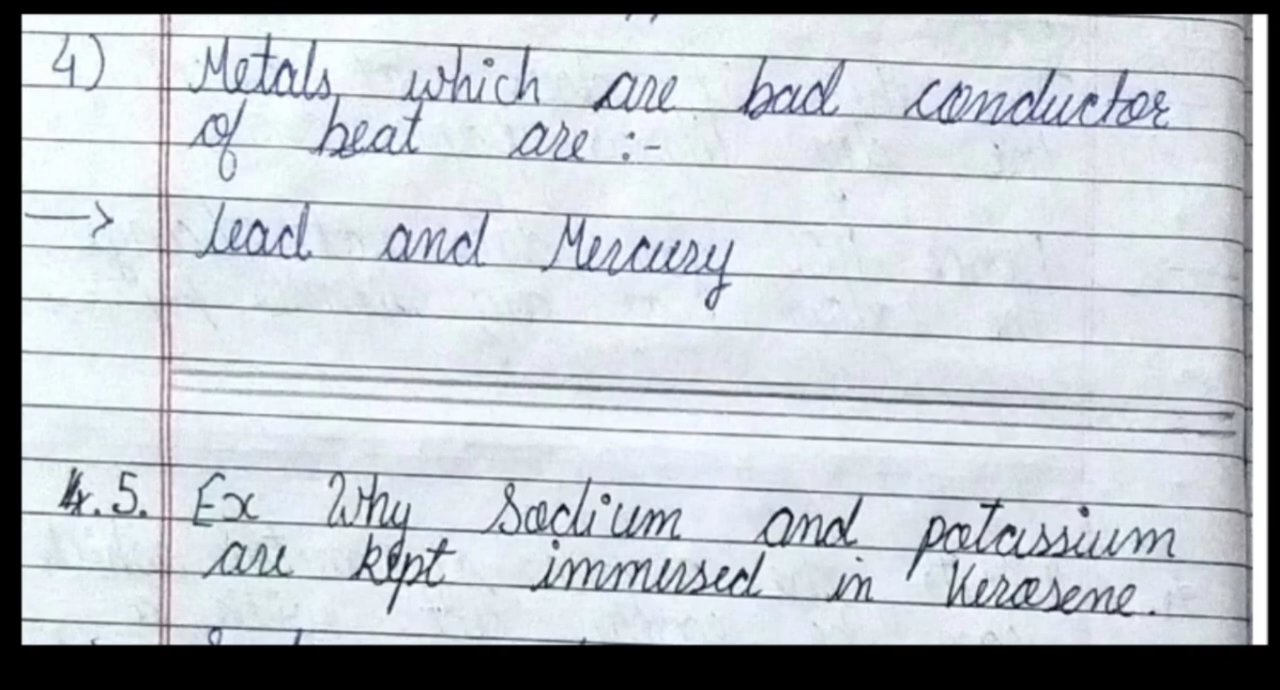 4) Metals which are bad conductor
of heat are :-
→ lead and Mercury
5. Ex Why Sodium and potassium
are kept immersed in Kerosene.